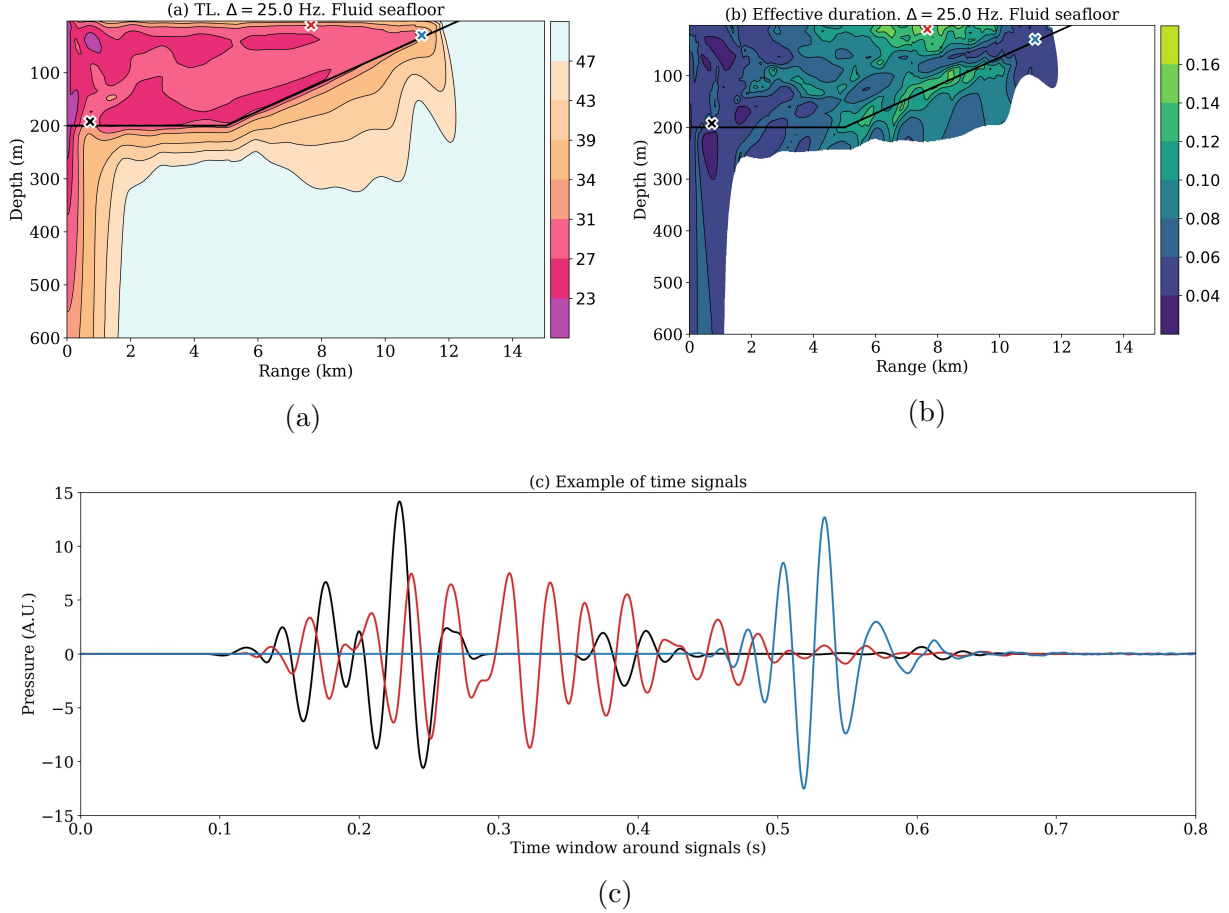 (a) TL. Δ = 25.0 Hz. Fluid seafloor
Depth (m)
100
200
300
400
500
600
0 2 4 6 8 10 12 14
Range (km)
47
43
39
34
31
27
23
(a)
(b) Effective duration. Δ = 25.0 Hz. Fluid seafloor
Depth (m)
100
200
300
400
500
600
0 2 4 6 8 10 12 14
Range (km)
0.16
0.14
0.12
0.10
0.08
0.06
0.04
(b)
(c) Example of time signals
Pressure (A.U.)
15
10
5
0
−5
−10
−15
0.0 0.1 0.2 0.3 0.4 0.5 0.6 0.7 0.8
Time window around signals (s)
(c)